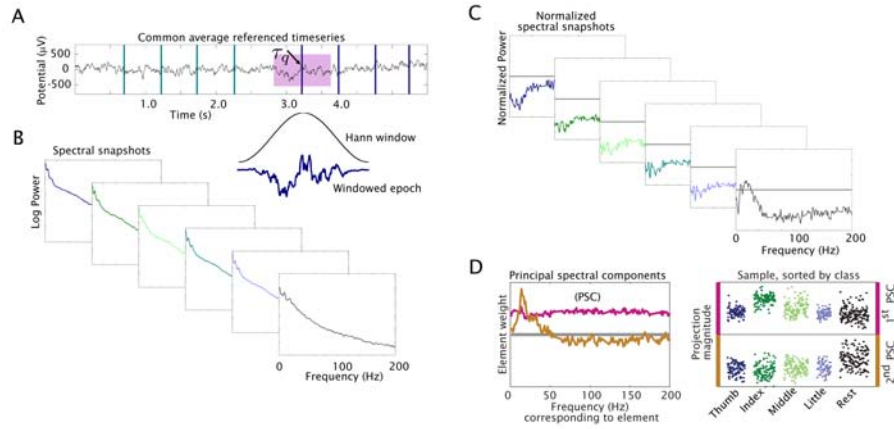 A
Common average referenced timeseries
Potential (μV)
500
0
-500
τq
1.0
3.0
4.0
Time (s)
Hann window
Windowed epoch
B
Spectral snapshots
Log Power
0
100
200
Frequency (Hz)
C
Normalized
spectral snapshots
Normalized Power
0
100
200
Frequency (Hz)
D
Principal spectral components
(PSC)
Element weight
0
50
100
150
200
Frequency (Hz)
corresponding to element
Sample, sorted by class
Projection
magnitude
1st PSC
2nd PSC
Thumb
Index
Middle
Little
Rest